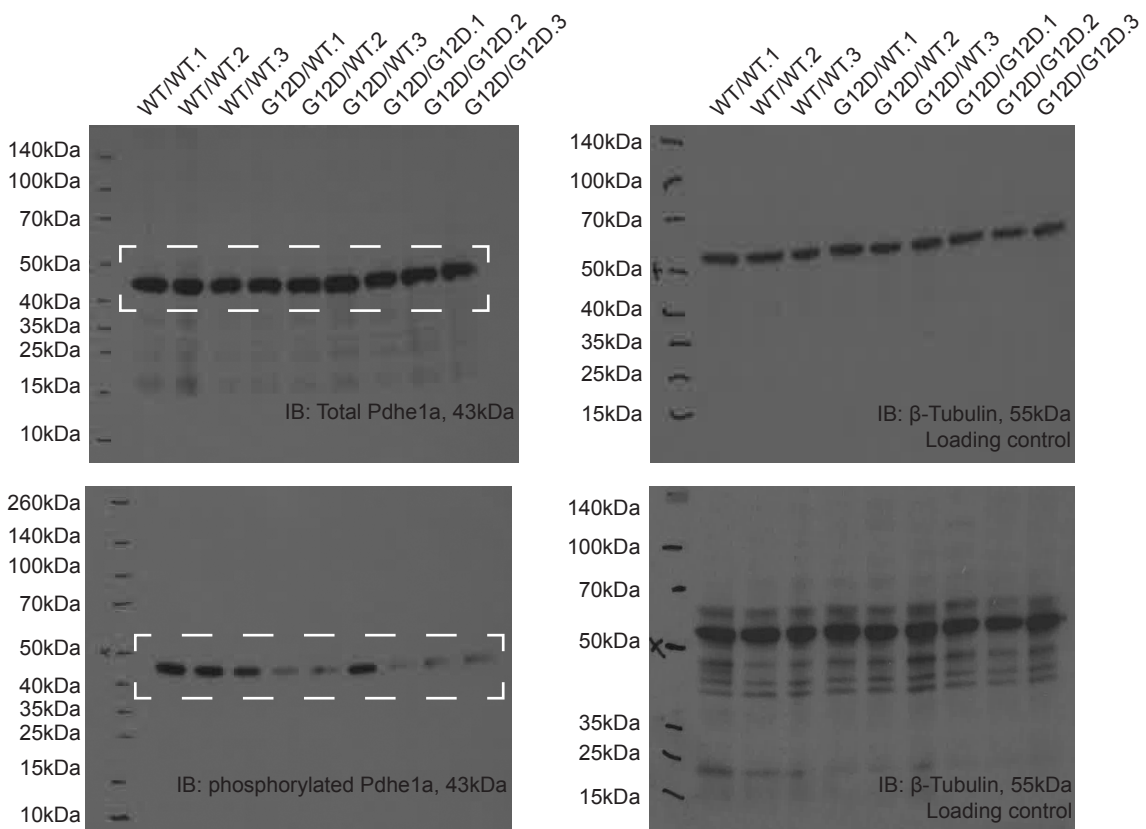 WT/WT.1
WT/WT.2
WT/WT.3
G12D/WT.1
G12D/WT.2
G12D/WT.3
G12D/G12D.1
G12D/G12D.2
G12D/G12D.3
140kDa
100kDa
70kDa
50kDa
40kDa
35kDa
25kDa
15kDa
10kDa
IB: Total Pdhe1a, 43kDa
WT/WT.1
WT/WT.2
WT/WT.3
G12D/WT.1
G12D/WT.2
G12D/WT.3
G12D/G12D.1
G12D/G12D.2
G12D/G12D.3
140kDa
100kDa
70kDa
50kDa
40kDa
35kDa
25kDa
15kDa
IB: β-Tubulin, 55kDa
Loading control
260kDa
140kDa
100kDa
70kDa
50kDa
40kDa
35kDa
25kDa
15kDa
10kDa
IB: phosphorylated Pdhe1a, 43kDa
140kDa
100kDa
70kDa
50kDa
35kDa
25kDa
15kDa
IB: β-Tubulin, 55kDa
Loading control